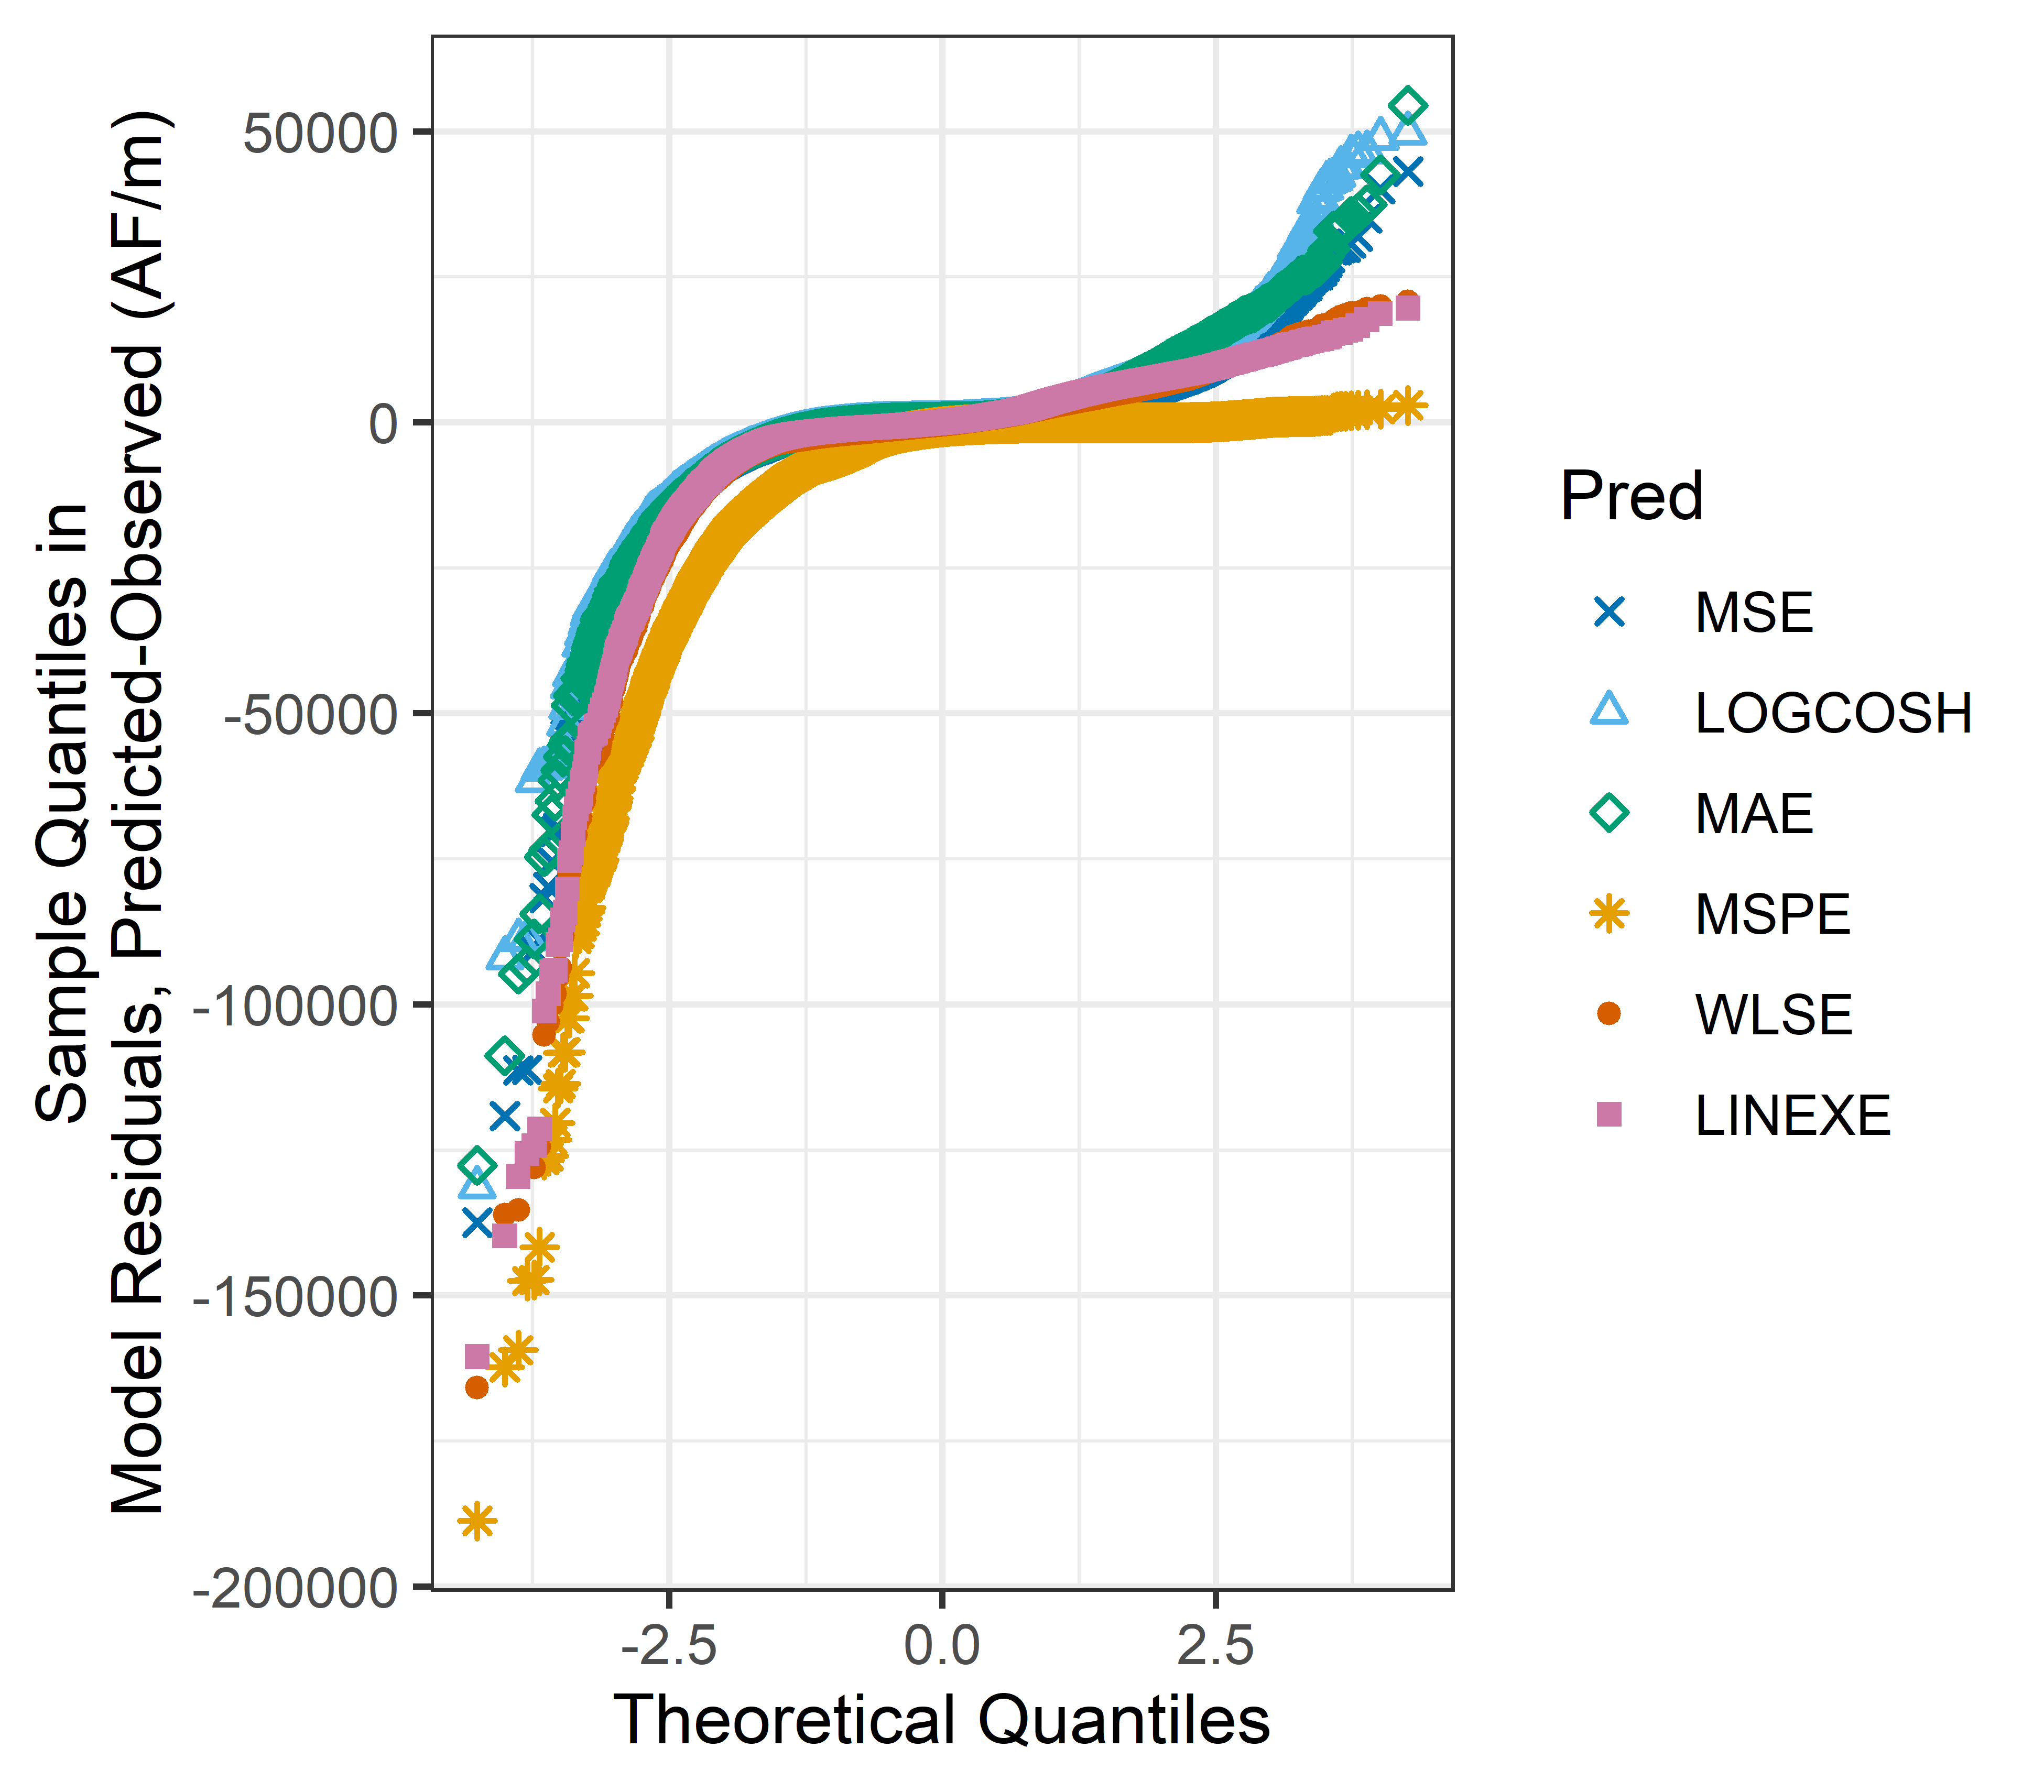 Sample Quantiles in
Model Residuals, Predicted-Observed (AF/m)
50000
0
-50000
-100000
-150000
-200000
-2.5
0.0
2.5
Theoretical Quantiles
Pred
MSE
LOGCOSH
MAE
MSPE
WLSE
LINEXE